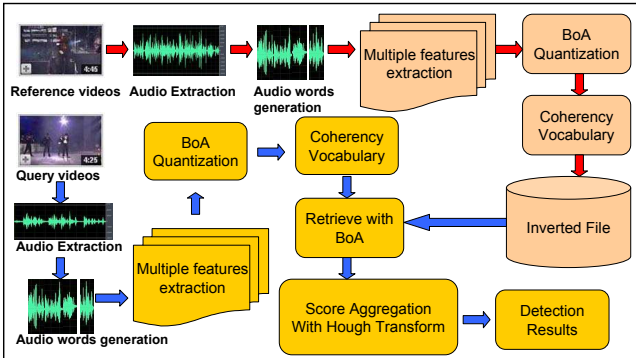 4:45
Reference videos
Audio Extraction
Audio words
generation
Multiple features
extraction
BoA
Quantization
Coherency
Vocabulary
Inverted File
4:25
Query videos
Audio Extraction
Audio words generation
Multiple features
extraction
BoA
Quantization
Coherency
Vocabulary
Retrieve with
BoA
Score Aggregation
With Hough Transform
Detection
Results